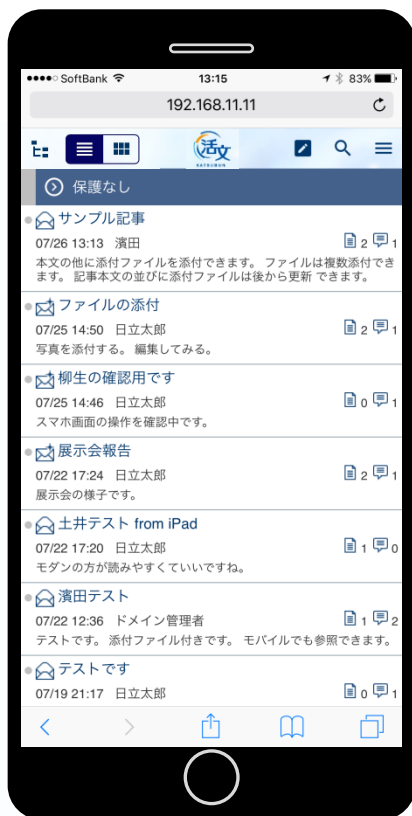 SoftBank 13:15 83%
192.168.11.11
活文
KATSUBUN
保護なし
サンプル記事
07/26 13:13 濱田 2 1
本文の他に添付ファイルを添付できます。 ファイルは複数添付でき
ます。 記事本文の並びに添付ファイルは後から更新 できます。
ファイルの添付
07/25 14:50 日立太郎 2 1
写真を添付する。 編集してみる。
柳生の確認用です
07/25 14:46 日立太郎 0 1
スマホ画面の操作を確認中です。
展示会報告
07/22 17:24 日立太郎 2 1
展示会の様子です。
土井テスト from iPad
07/22 17:20 日立太郎 1 0
モダンの方が読みやすくていいですね。
濱田テスト
07/22 12:36 ドメイン管理者 1 2
テストです。 添付ファイル付きです。 モバイルでも参照できます。
テストです
07/19 21:17 日立太郎 0 1